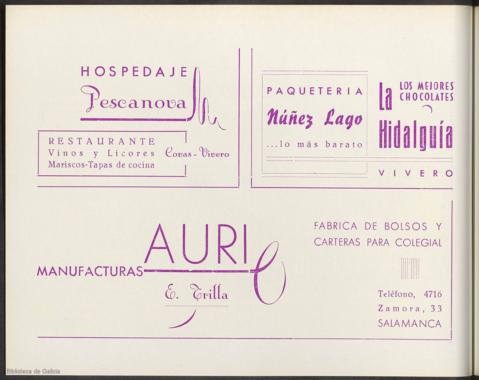 HOSPEDAJE
Pescanova
RESTAURANTE
Vinos y Licores
Mariscos-Tapas de cocina
Covas-Vivero
PAQUETERIA
Núñez Lago
...lo más barato
LOS MEJORES
CHOCOLATES
La
Hidalguía
VIVERO
MANUFACTURAS
AURI
E. Trilla
FABRICA DE BOLSOS Y
CARTERAS PARA COLEGIAL
Teléfono, 4716
Zamora, 33
SALAMANCA
Biblioteca de Galicia